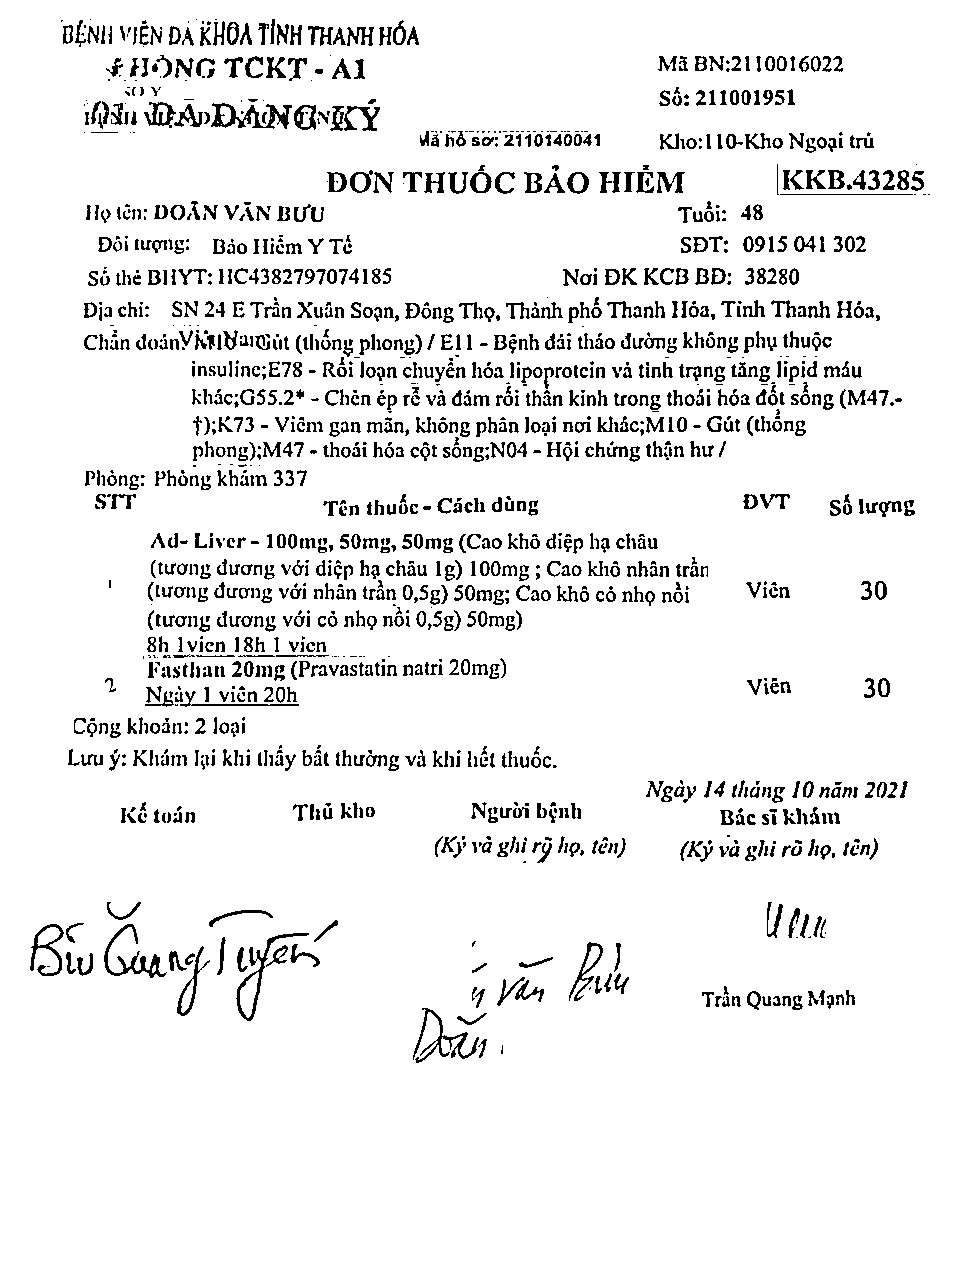 BỆNH VIỆN ĐA KHOA TỈNH THANH HÓA
PHÒNG TCKT - A1
ĐÃ ĐĂNG KÝ
Mã BN:2110016022
Số: 211001951
Mã hồ sơ: 2110140041
Kho:110-Kho Ngoại trú
ĐƠN THUỐC BẢO HIỂM
KKB.43285
Họ tên: DOÃN VĂN BƯU
Tuổi: 48
Đối tượng: Bảo Hiểm Y Tế
SĐT: 0915 041 302
Số thẻ BHYT: HC4382797074185
Nơi ĐK KCB BĐ: 38280
Địa chỉ: SN 24 E Trần Xuân Soạn, Đông Thọ, Thành phố Thanh Hóa, Tỉnh Thanh Hóa,
Chẩn đoán Gút (thống phong) / E11 - Bệnh đái tháo đường không phụ thuộc
insuline;E78 - Rối loạn chuyển hóa lipoprotein và tình trạng tăng lipid máu
khác;G55.2* - Chèn ép rễ và đám rối thần kinh trong thoái hóa đốt sống (M47.-
†);K73 - Viêm gan mãn, không phân loại nơi khác;M10 - Gút (thống
phong);M47 - thoái hóa cột sống;N04 - Hội chứng thận hư /
Phòng: Phòng khám 337
STT Tên thuốc - Cách dùng ĐVT Số lượng
Ad- Liver - 100mg, 50mg, 50mg (Cao khô diệp hạ châu
(tương đương với diệp hạ châu 1g) 100mg ; Cao khô nhân trần
1 (tương đương với nhân trần 0,5g) 50mg; Cao khô cỏ nhọ nồi Viên 30
(tương đương với cỏ nhọ nồi 0,5g) 50mg)
8h 1viên 18h 1 viên
Fasthan 20mg (Pravastatin natri 20mg)
2 Ngày 1 viên 20h Viên 30
Cộng khoản: 2 loại
Lưu ý: Khám lại khi thấy bất thường và khi hết thuốc.
Ngày 14 tháng 10 năm 2021
Kế toán Thủ kho Người bệnh Bác sĩ khám
(Ký và ghi rõ họ, tên) (Ký và ghi rõ họ, tên)
Văn Bưu
Doãn
Trần Quang Mạnh